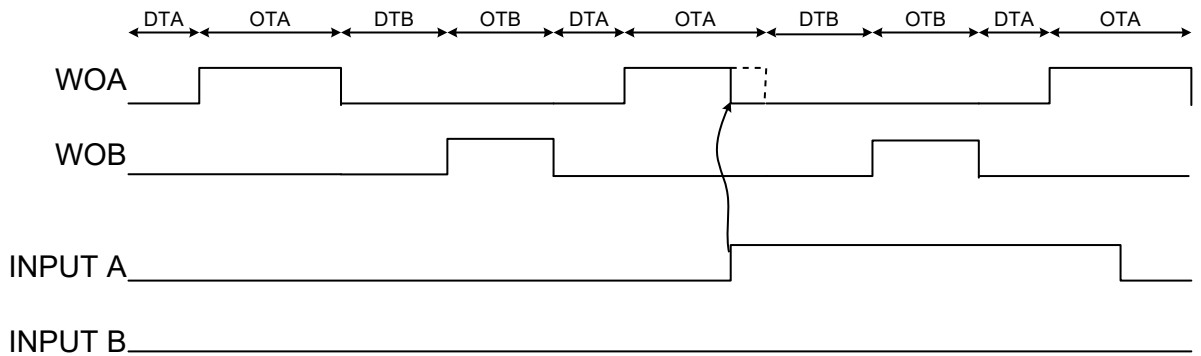 DTA OTA DTB OTB DTA OTA DTB OTB DTA OTA
WOA
WOB
INPUT A
INPUT B